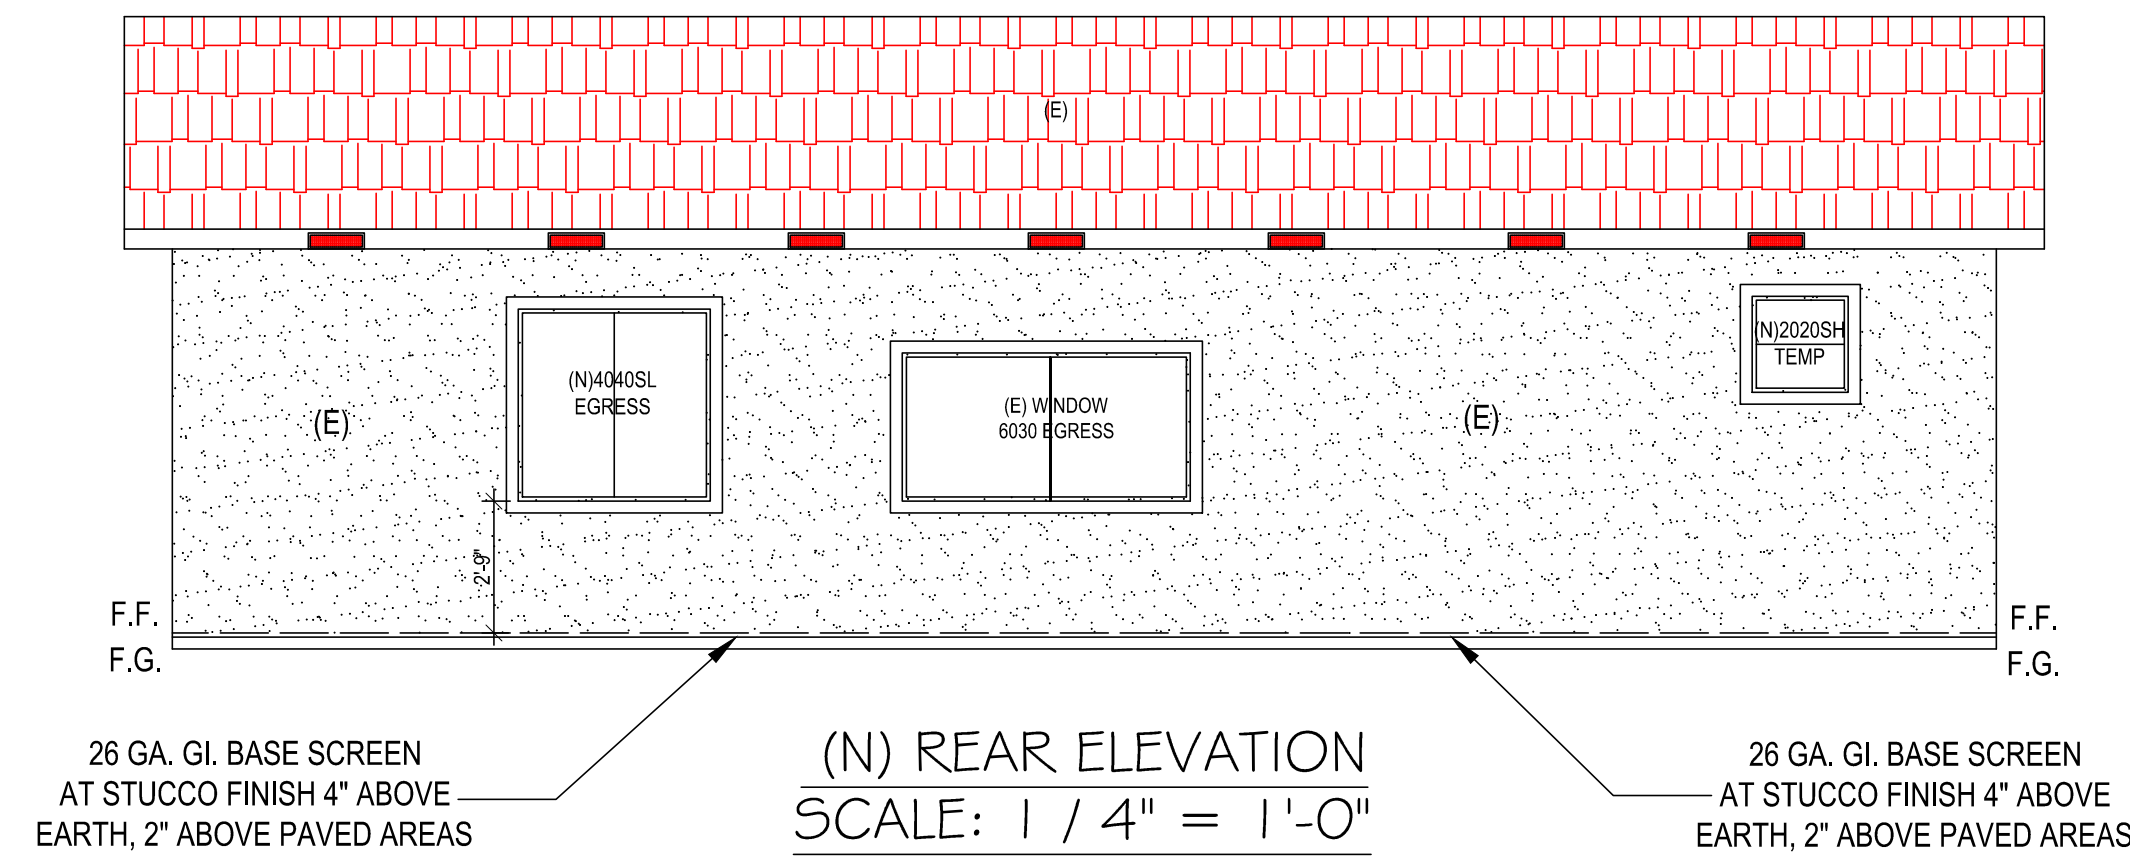 (E)
(N)2020SH
TEMP
(N)4040SL
EGRESS
(E) WINDOW
6030 EGRESS
(E)
(E)
2'-9"
F.F.
F.F.
F.G.
F.G.
26 GA. GI. BASE SCREEN
AT STUCCO FINISH 4" ABOVE
EARTH, 2" ABOVE PAVED AREAS
(N) REAR ELEVATION
SCALE: 1 / 4" = 1'-0"
26 GA. GI. BASE SCREEN
AT STUCCO FINISH 4" ABOVE
EARTH, 2" ABOVE PAVED AREAS